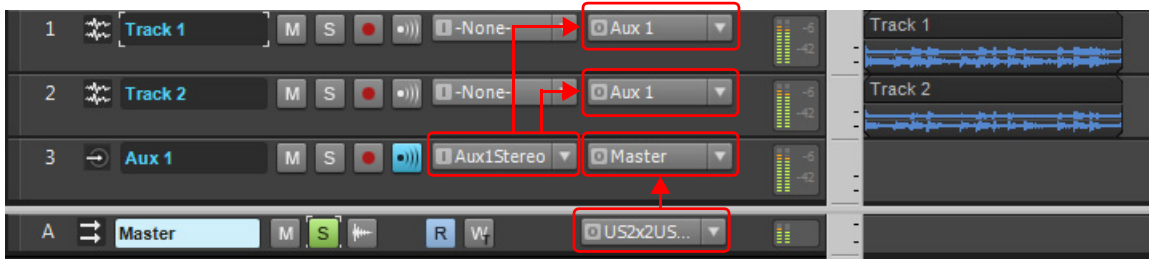 1 Track 1 M S I -None- O Aux 1 -6 -42 Track 1
2 Track 2 M S I -None- O Aux 1 -6 -42 Track 2
3 Aux 1 M S I Aux1Stereo O Master -6 -42
A Master M S R W O US2x2US...